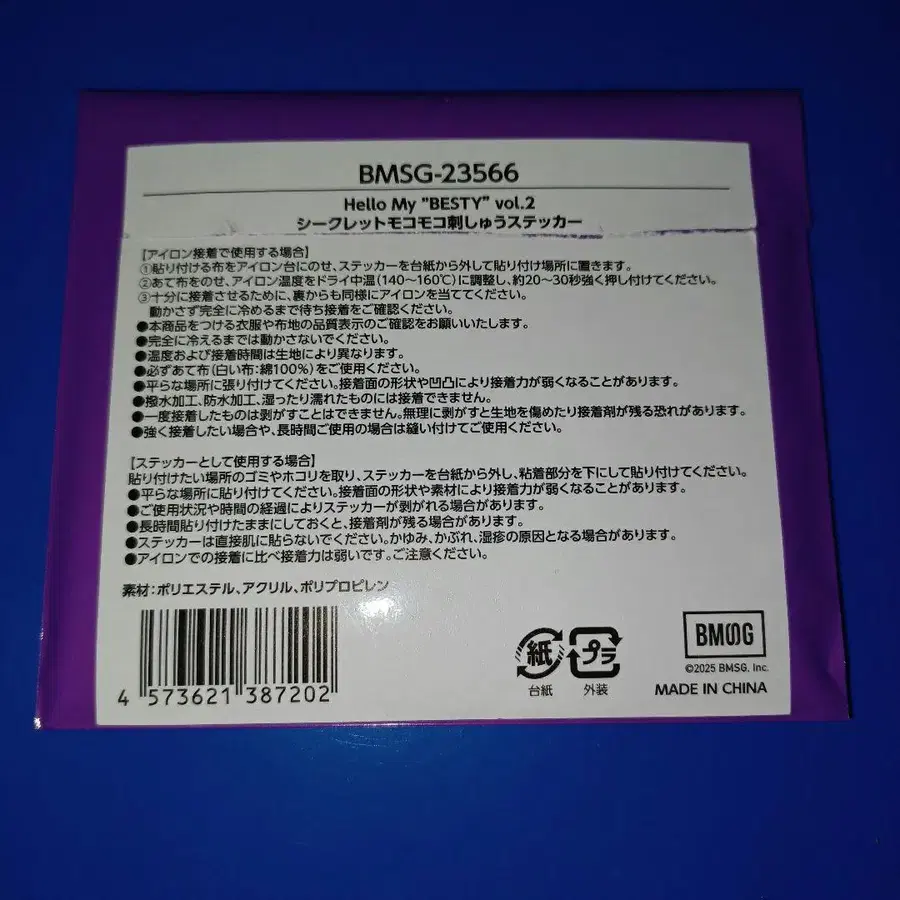 BMSG-23566
Hello My "BESTY" vol.2
シークレットモコモコ刺しゅうステッカー
【アイロン接着で使用する場合】
①貼り付ける布をアイロン台にのせ、ステッカーを台紙から外して貼り付け場所に置きます。
②あて布をのせ、アイロン温度をドライ中温(140〜160℃)に調整し、約20〜30秒強く押し付けてください。
③十分に接着させるために、裏からも同様にアイロンを当ててください。
動かさず完全に冷めるまで待ち接着をご確認ください。
●本商品をつける衣服や布地の品質表示のご確認をお願いいたします。
●完全に冷えるまでは動かさないでください。
●温度および接着時間は生地により異なります。
●必ずあて布(白い布:綿100%)をご使用ください。
●平らな場所に張り付けてください。接着面の形状や凹凸により接着力が弱くなることがあります。
●撥水加工、防水加工、湿ったり濡れたものには接着できません。
●一度接着したものは剥がすことはできません。無理に剥がすと生地を傷めたり接着剤が残る恐れがあります。
●強く接着したい場合や、長時間ご使用の場合は縫い付けてご使用ください。
【ステッカーとして使用する場合】
貼り付けたい場所のゴミやホコリを取り、ステッカーを台紙から外し、粘着部分を下にして貼り付けてください。
●平らな場所に貼り付けてください。接着面の形状や素材により接着力が弱くなることがあります。
●ご使用状況や時間の経過によりステッカーが剥がれる場合があります。
●長時間貼り付けたままにしておくと、接着剤が残る場合があります。
●ステッカーは直接肌に貼らないでください。かゆみ、かぶれ、湿疹の原因となる場合があります。
●アイロンでの接着に比べ接着力は弱いです。ご注意ください。
素材:ポリエステル、アクリル、ポリプロピレン
4 573621 387202
紙
台紙
プラ
外装
BMSG
©2025 BMSG, Inc.
MADE IN CHINA